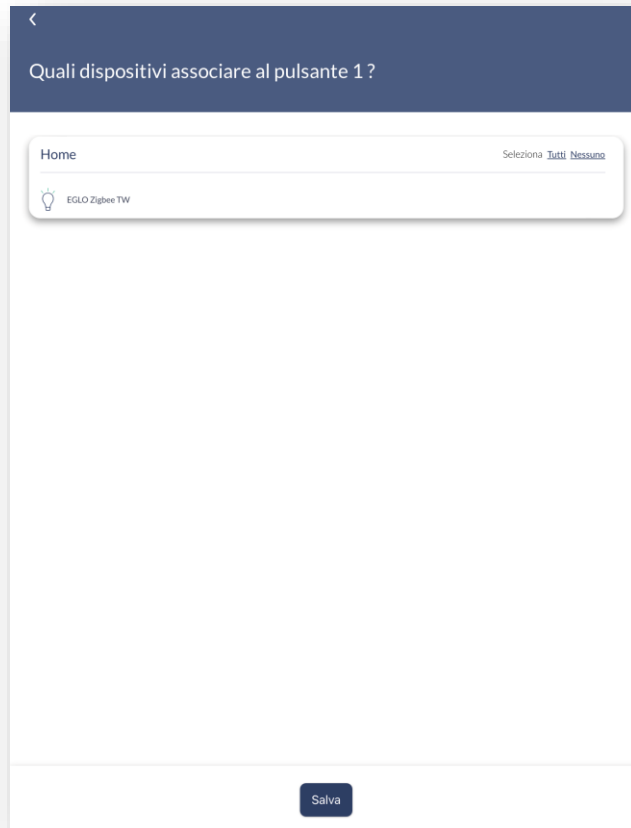 Quali dispositivi associare al pulsante 1 ?
Home
Seleziona Tutti Nessuno
EGLO Zigbee TW
Salva